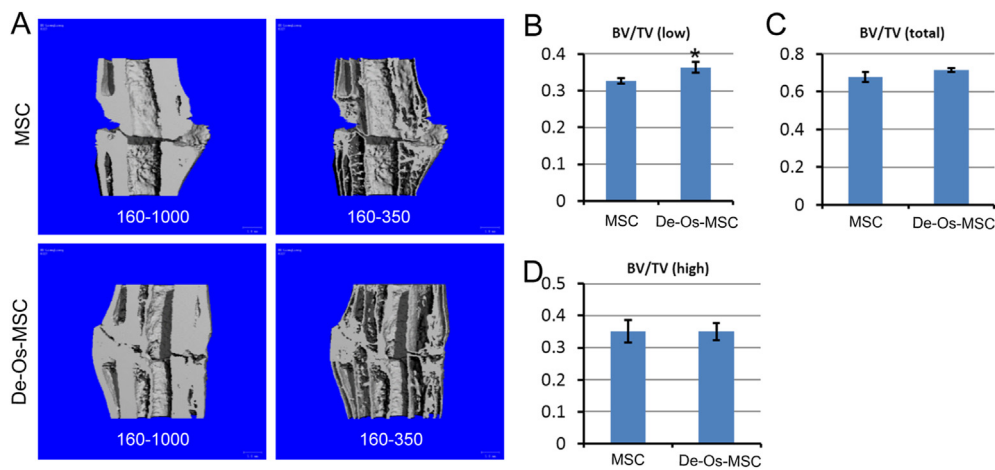 A
MSC
160-1000
160-350
De-Os-MSC
160-1000
160-350
B
BV/TV (low)
*
0.4
0.3
0.2
0.1
0
MSC
De-Os-MSC
C
BV/TV (total)
0.8
0.6
0.4
0.2
0
MSC
De-Os-MSC
D
BV/TV (high)
0.5
0.4
0.3
0.2
0.1
0
MSC
De-Os-MSC